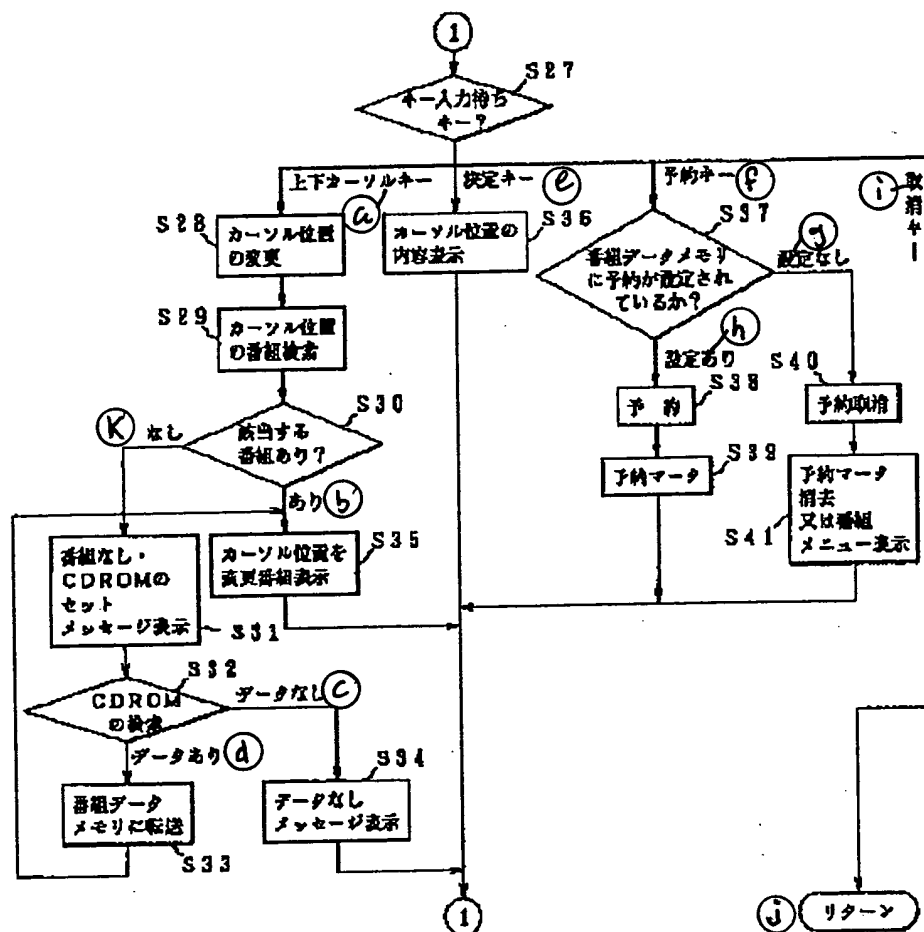 1
S27
キー入力待ち
キー?
上下カーソルキー
a
決定キー
e
予約キー
f
i
取消キー
S28
カーソル位置
の変更
S36
カーソル位置の
内容表示
S37
番組データメモリ
に予約が設定され
ているか?
g
設定なし
S29
カーソル位置
の番組検索
h
設定あり
S30
該当する
番組あり?
K
なし
あり
b
S38
予約
S40
予約取消
S39
予約マータ
S41
予約マータ
消去
又は番組
メニュー表示
S35
カーソル位置を
変更番組表示
番組なし・
CDROMの
セット
メッセージ表示
S31
S32
CDROM
の検索
データなし
c
データあり
d
S33
番組データ
メモリに転送
S34
データなし
メッセージ表示
1
j
リターン